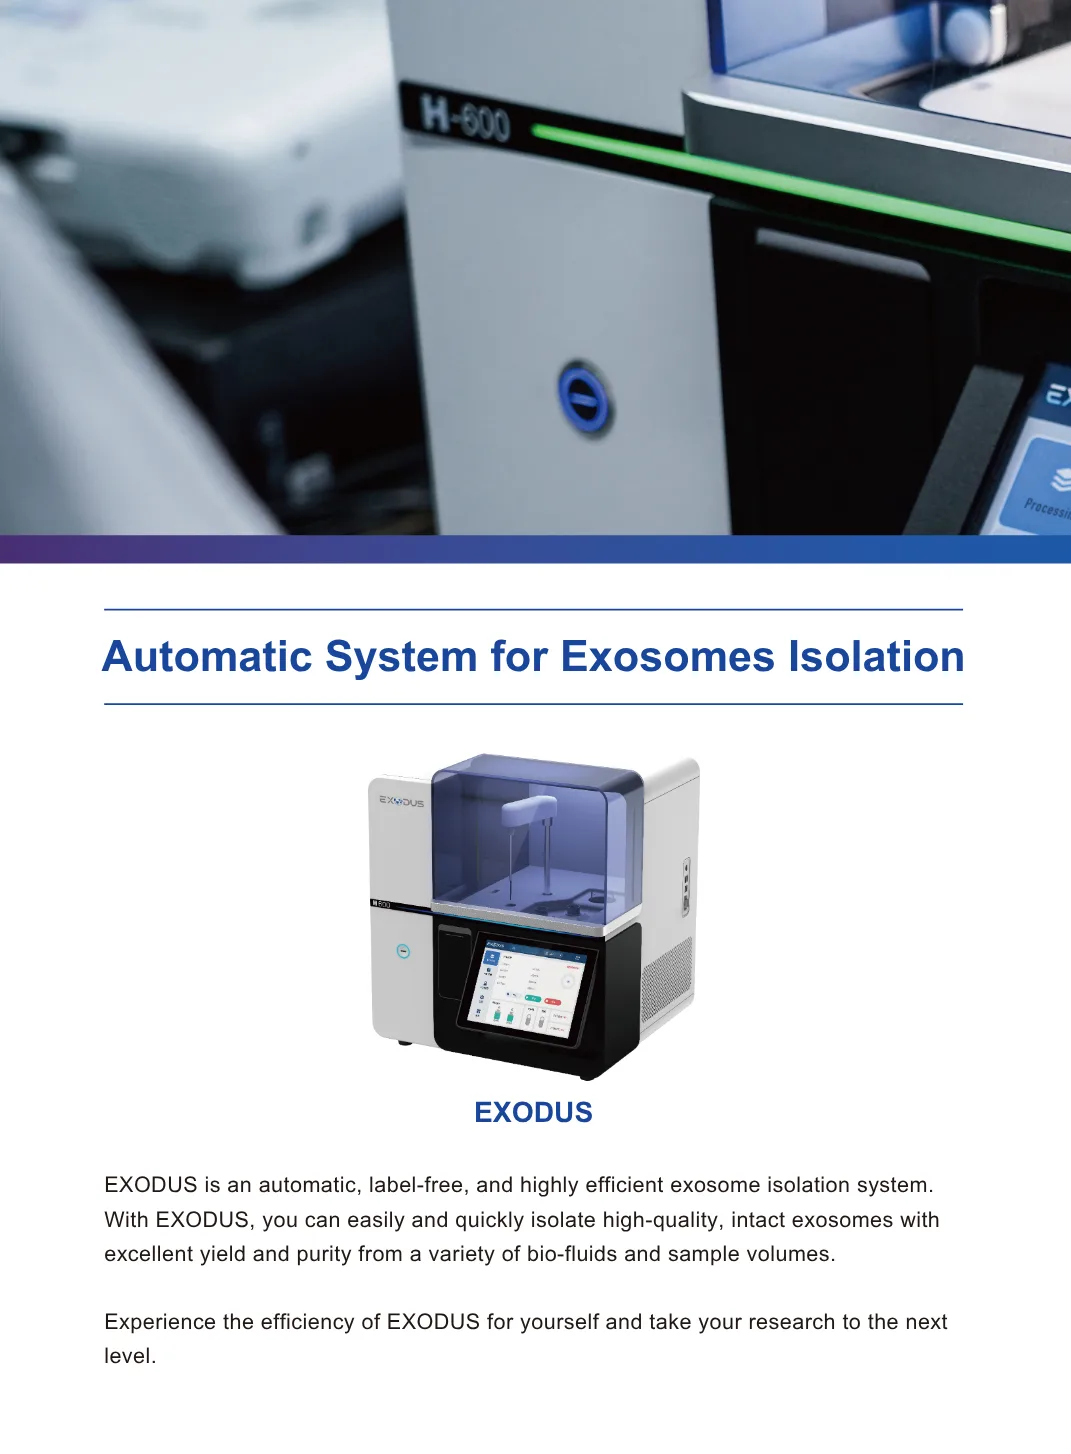 H-600
EX
Processi
Automatic System for Exosomes Isolation
EXODUS
H-600
EXODUS
EXODUS is an automatic, label-free, and highly efficient exosome isolation system.
With EXODUS, you can easily and quickly isolate high-quality, intact exosomes with
excellent yield and purity from a variety of bio-fluids and sample volumes.
Experience the efficiency of EXODUS for yourself and take your research to the next
level.